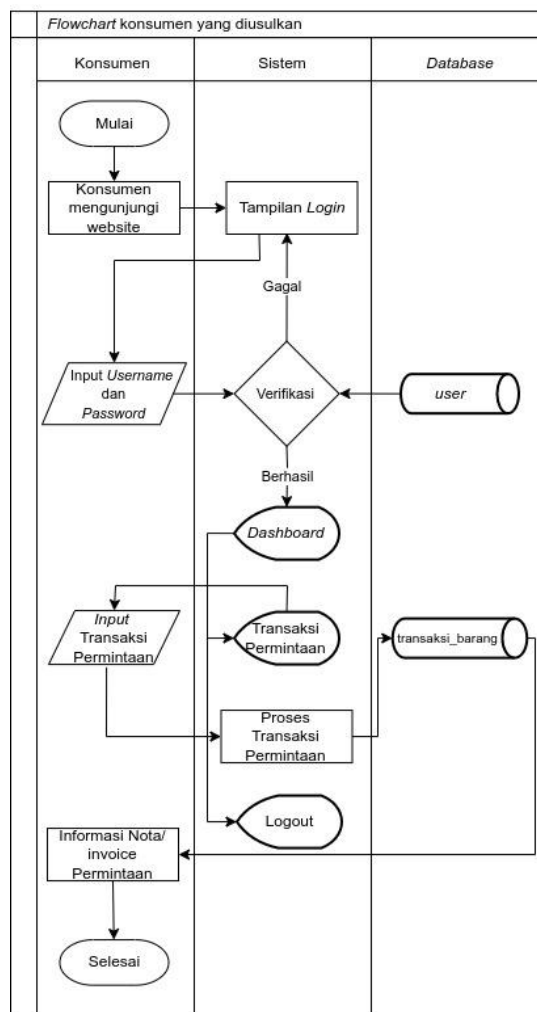 Flowchart konsumen yang diusulkan
Konsumen
Sistem
Database
Mulai
Konsumen
mengunjungi
website
Tampilan Login
Gagal
Input Username
dan
Password
Verifikasi
user
Berhasil
Dashboard
Input
Transaksi
Permintaan
Transaksi
Permintaan
transaksi_barang
Proses
Transaksi
Permintaan
Logout
Informasi Nota/
invoice
Permintaan
Selesai